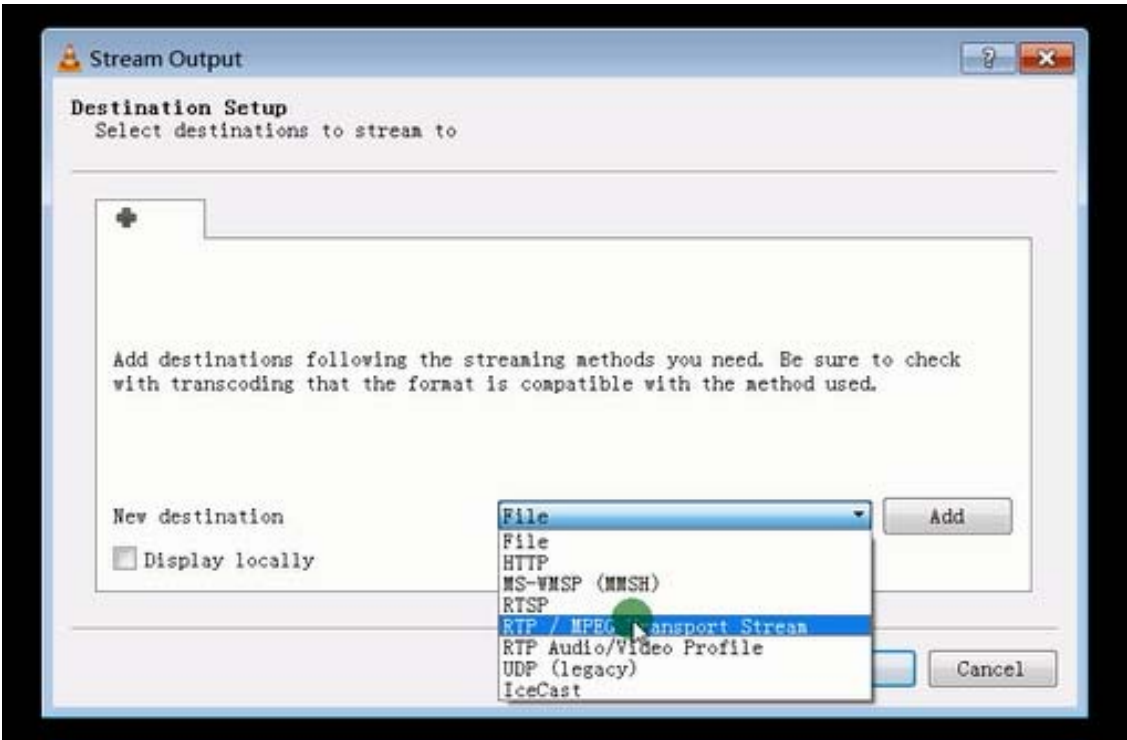 Stream Output
Destination Setup
Select destinations to stream to
Add destinations following the streaming methods you need. Be sure to check
with transcoding that the format is compatible with the method used.
New destination
File
Add
Display locally
File
HTTP
MS-WMSP (MMSH)
RTSP
RTP / MPEG Transport Stream
RTP Audio/Video Profile
UDP (legacy)
IceCast
Cancel